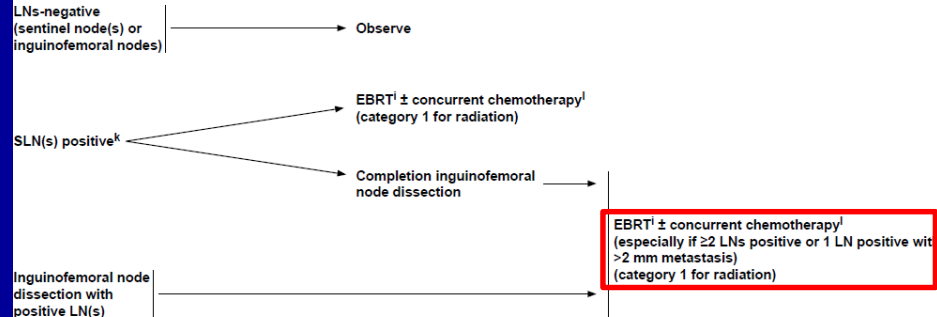 LNs-negative
(sentinel node(s) or
inguinofemoral nodes)
Observe
EBRTⁱ ± concurrent chemotherapyˡ
(category 1 for radiation)
SLN(s) positiveᵏ
Completion inguinofemoral
node dissection
EBRTⁱ ± concurrent chemotherapyˡ
(especially if ≥2 LNs positive or 1 LN positive wit
>2 mm metastasis)
(category 1 for radiation)
Inguinofemoral node
dissection with
positive LN(s)